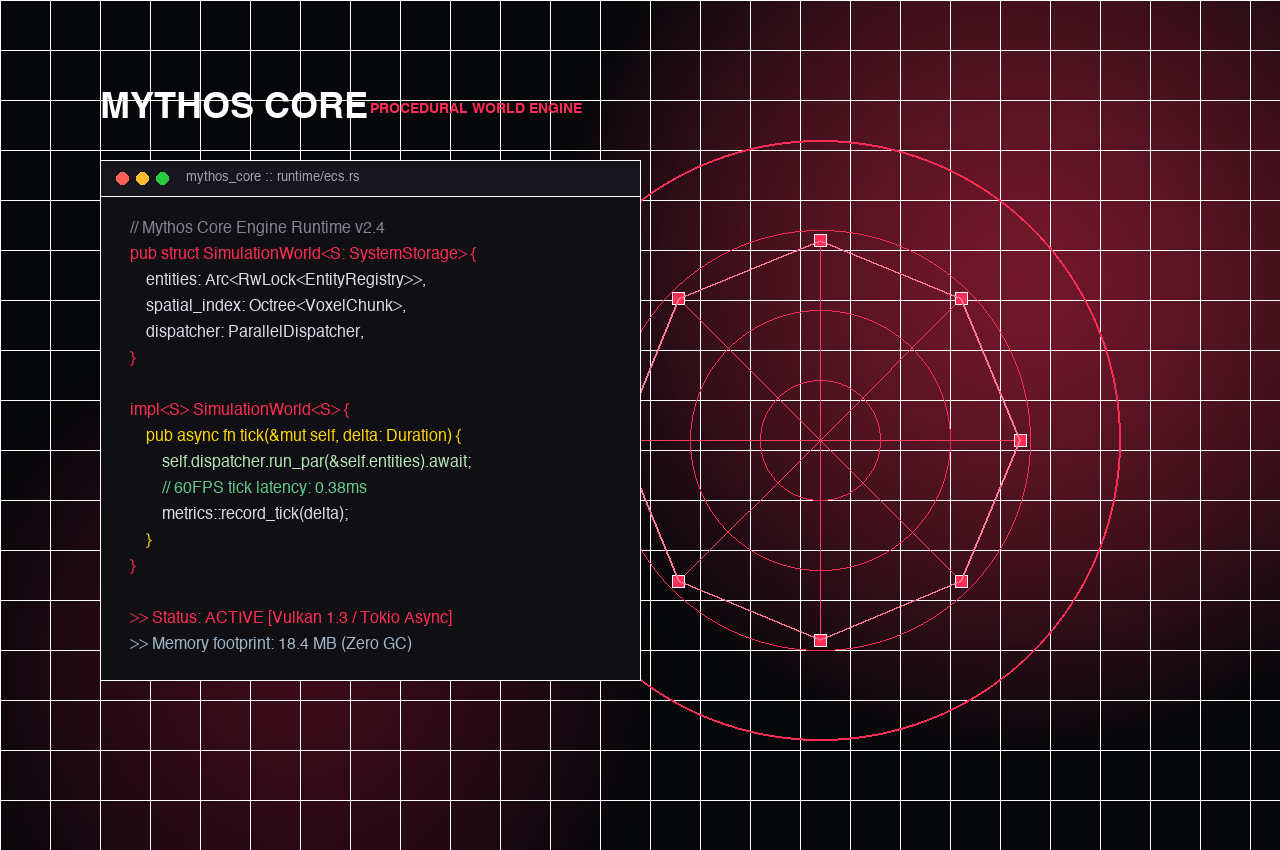 MYTHOS CORE PROCEDURAL WORLD ENGINE
mythos_core :: runtime/ecs.rs
// Mythos Core Engine Runtime v2.4
pub struct SimulationWorld<S: SystemStorage> {
    entities: Arc<RwLock<EntityRegistry>>,
    spatial_index: Octree<VoxelChunk>,
    dispatcher: ParallelDispatcher,
}
impl<S> SimulationWorld<S> {
    pub async fn tick(&mut self, delta: Duration) {
        self.dispatcher.run_par(&self.entities).await;
        // 60FPS tick latency: 0.38ms
        metrics::record_tick(delta);
    }
}
>> Status: ACTIVE [Vulkan 1.3 / Tokio Async]
>> Memory footprint: 18.4 MB (Zero GC)